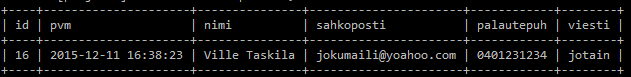 | id | pvm | nimi | sahkoposti | palautepuh | viesti |
| 16 | 2015-12-11 16:38:23 | Ville Taskila | jokumaili@yoahoo.com | 0401231234 | jotain |